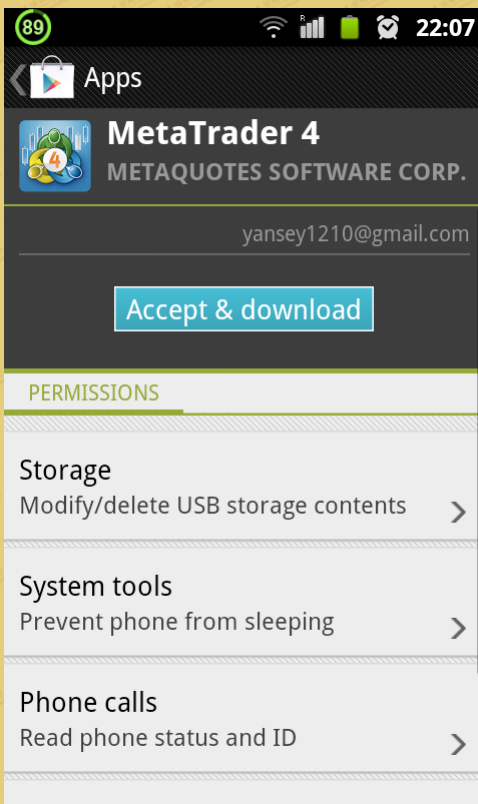 89
R
22:07
Apps
4
MetaTrader 4
METAQUOTES SOFTWARE CORP.
yansey1210@gmail.com
Accept & download
PERMISSIONS
Storage
Modify/delete USB storage contents
System tools
Prevent phone from sleeping
Phone calls
Read phone status and ID